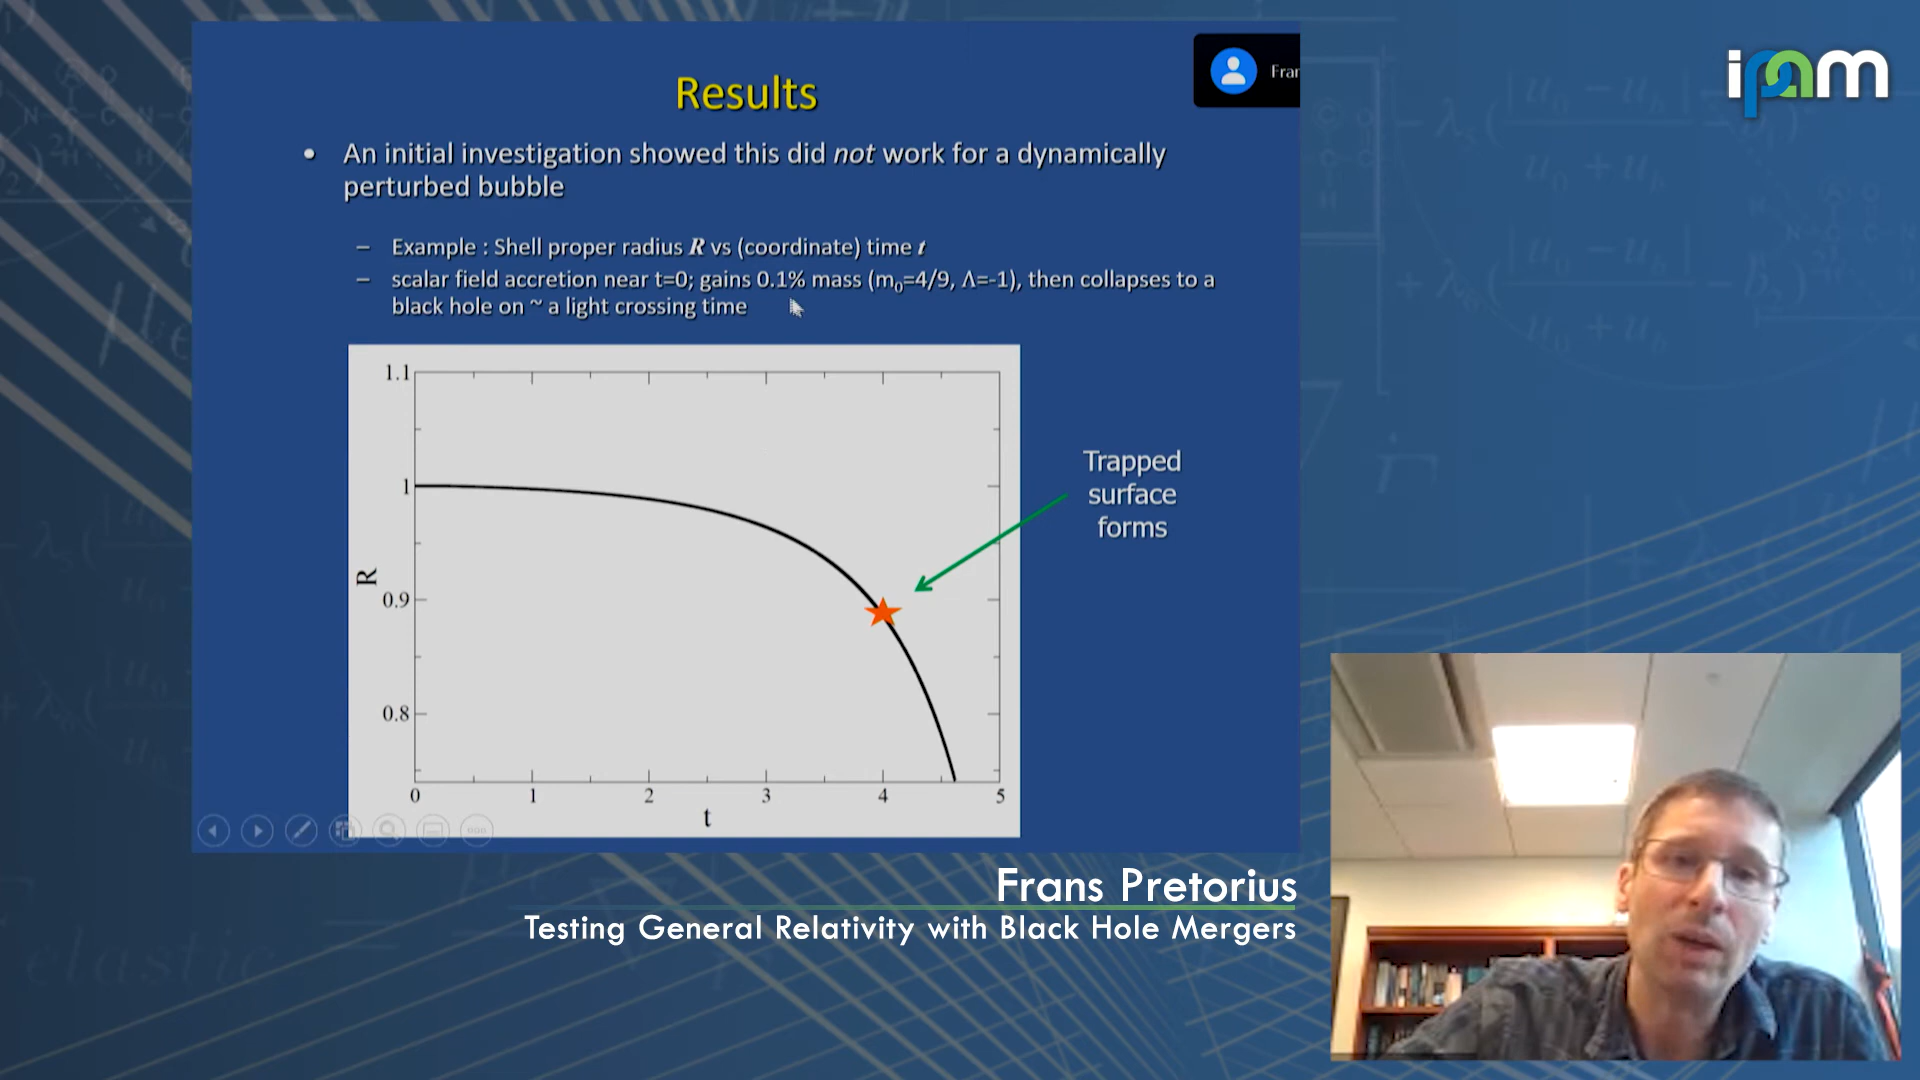 Results
Fran
ipam
• An initial investigation showed this did not work for a dynamically
perturbed bubble
– Example : Shell proper radius R vs (coordinate) time t
– scalar field accretion near t=0; gains 0.1% mass (m₀=4/9, Λ=-1), then collapses to a
black hole on ~ a light crossing time
1.1
1
0.9
0.8
R
0 1 2 3 4 5
t
Trapped
surface
forms
Frans Pretorius
Testing General Relativity with Black Hole Mergers
elastic